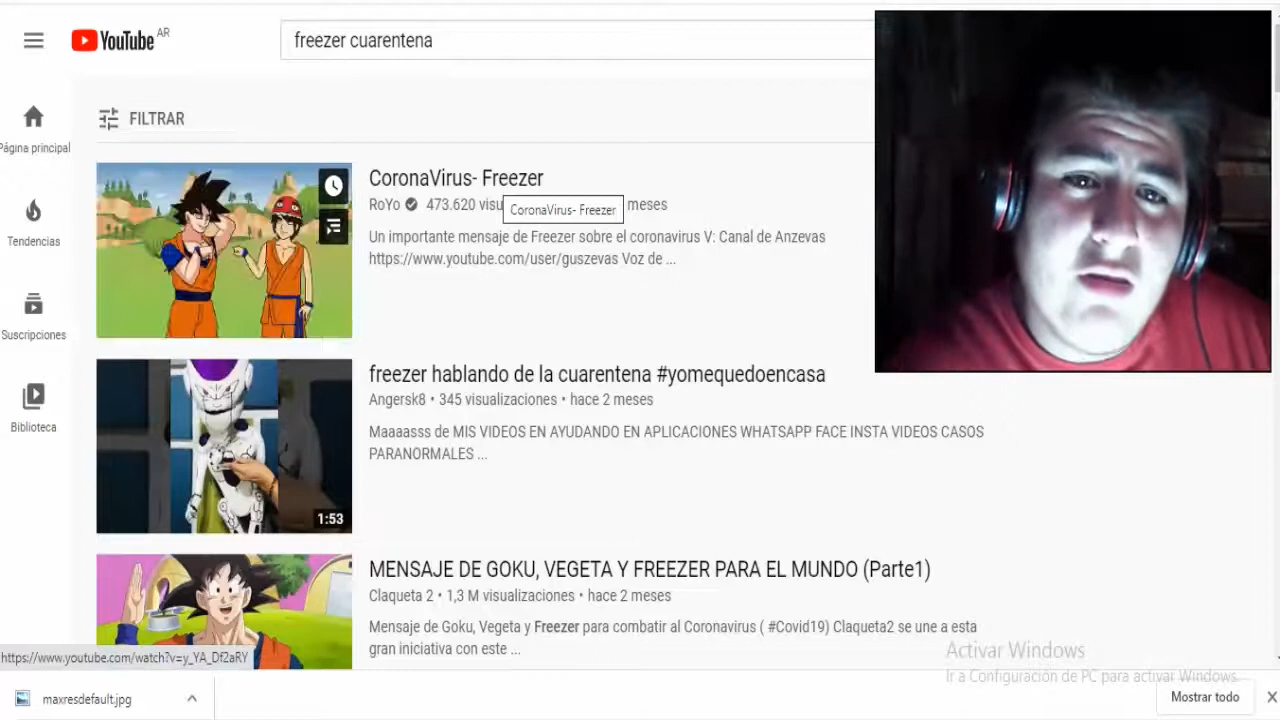 YouTube AR
freezer cuarentena
FILTRAR
Página principal
Tendencias
Suscripciones
Biblioteca
CoronaVirus- Freezer
RoYo 473.620 visu
CoronaVirus- Freezer
meses
Un importante mensaje de Freezer sobre el coronavirus V: Canal de Anzevas
https://www.youtube.com/user/guszevas Voz de ...
1:53
freezer hablando de la cuarentena #yomequedoencasa
Angersk8 • 345 visualizaciones • hace 2 meses
Maaaasss de MIS VIDEOS EN AYUDANDO EN APLICACIONES WHATSAPP FACE INSTA VIDEOS CASOS
PARANORMALES ...
MENSAJE DE GOKU, VEGETA Y FREEZER PARA EL MUNDO (Parte1)
Claqueta 2 • 1,3 M visualizaciones • hace 2 meses
Mensaje de Goku, Vegeta y Freezer para combatir al Coronavirus ( #Covid19) Claqueta2 se une a esta
gran iniciativa con este ...
Activar Windows
Ir a Configuración de PC para activar Windows.
https://www.youtube.com/watch?v=y_YA_Df2aRY
maxresdefault.jpg
Mostrar todo